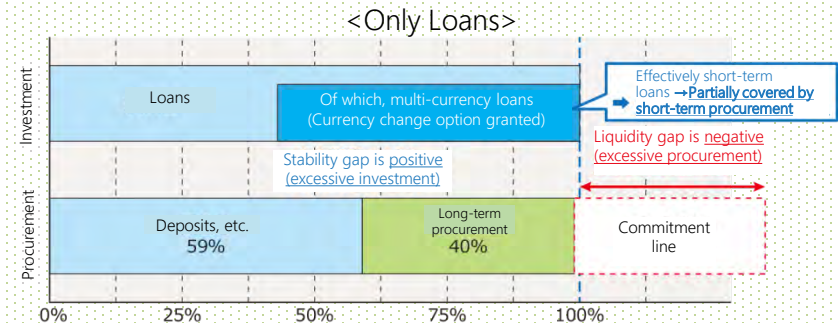 <Only Loans>
Investment
Loans
Of which, multi-currency loans
(Currency change option granted)
Effectively short-term
loans →Partially covered by
short-term procurement
Liquidity gap is negative
(excessive procurement)
Stability gap is positive
(excessive investment)
Procurement
Deposits, etc.
59%
Long-term
procurement
40%
Commitment
line
0%
25%
50%
75%
100%